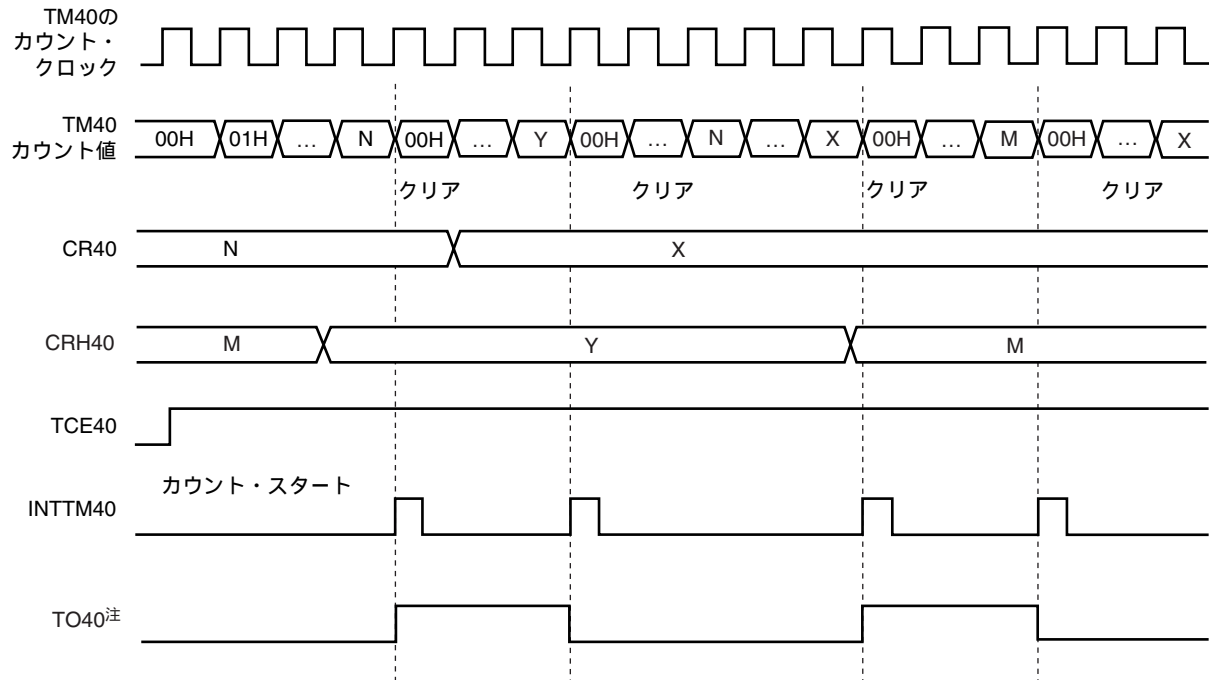 TM40の
カウント・
クロック
TM40
カウント値
00H 01H … N 00H … Y 00H … N … X 00H … M 00H … X
クリア クリア クリア クリア
CR40 N X
CRH40 M Y M
TCE40
カウント・スタート
INTTM40
TO40注